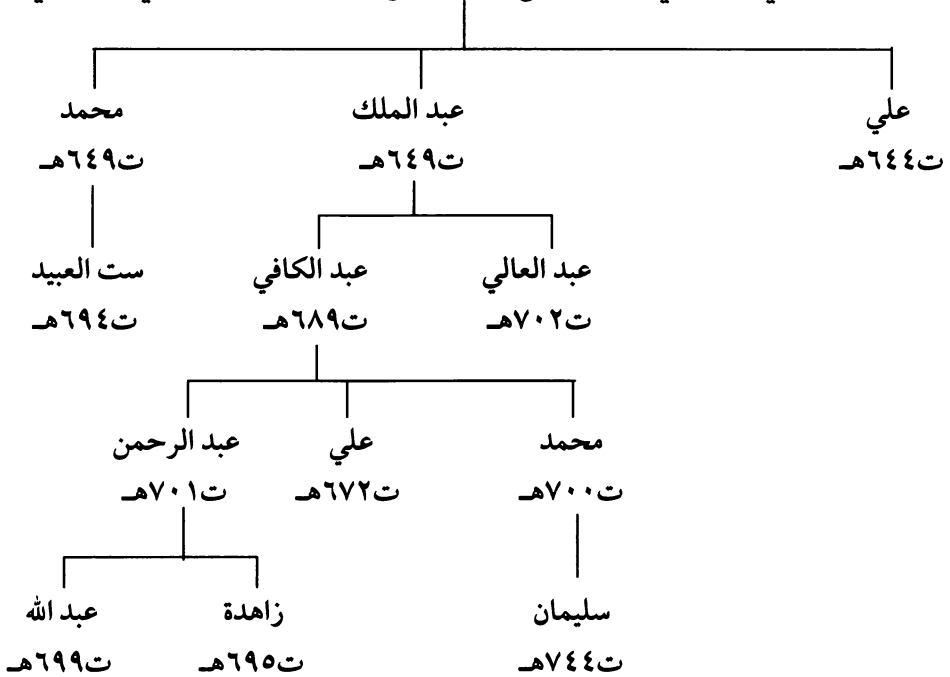 علي عبد الملك محمد
ت٦٤٤هـ ت٦٤٩هـ ت٦٤٩هـ
عبد العالي عبد الكافي ست العبيد
ت٧٠٢هـ ت٦٨٩هـ ت٦٩٤هـ
محمد علي عبد الرحمن
ت٧٠٠هـ ت٦٧٢هـ ت٧٠١هـ
سليمان زاهدة عبد الله
ت٧٤٤هـ ت٦٩٥هـ ت٦٩٩هـ